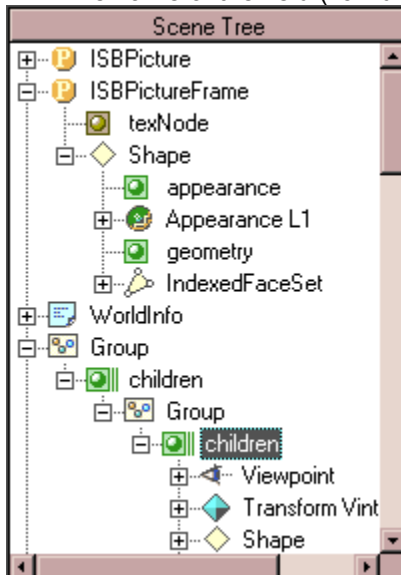 Scene Tree
ISBPicture
ISBPictureFrame
texNode
Shape
appearance
Appearance L1
geometry
IndexedFaceSet
WorldInfo
Group
children
Group
children
Viewpoint
Transform Vint
Shape